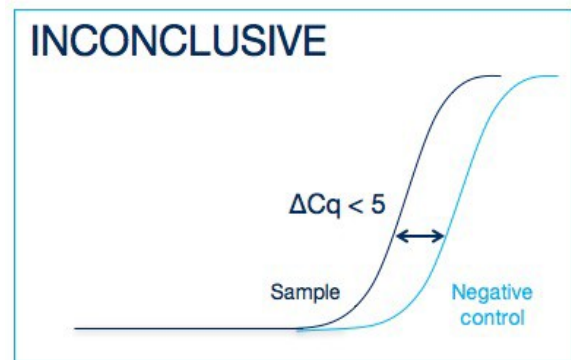 INCONCLUSIVE
ΔCq < 5
Sample
Negative
control